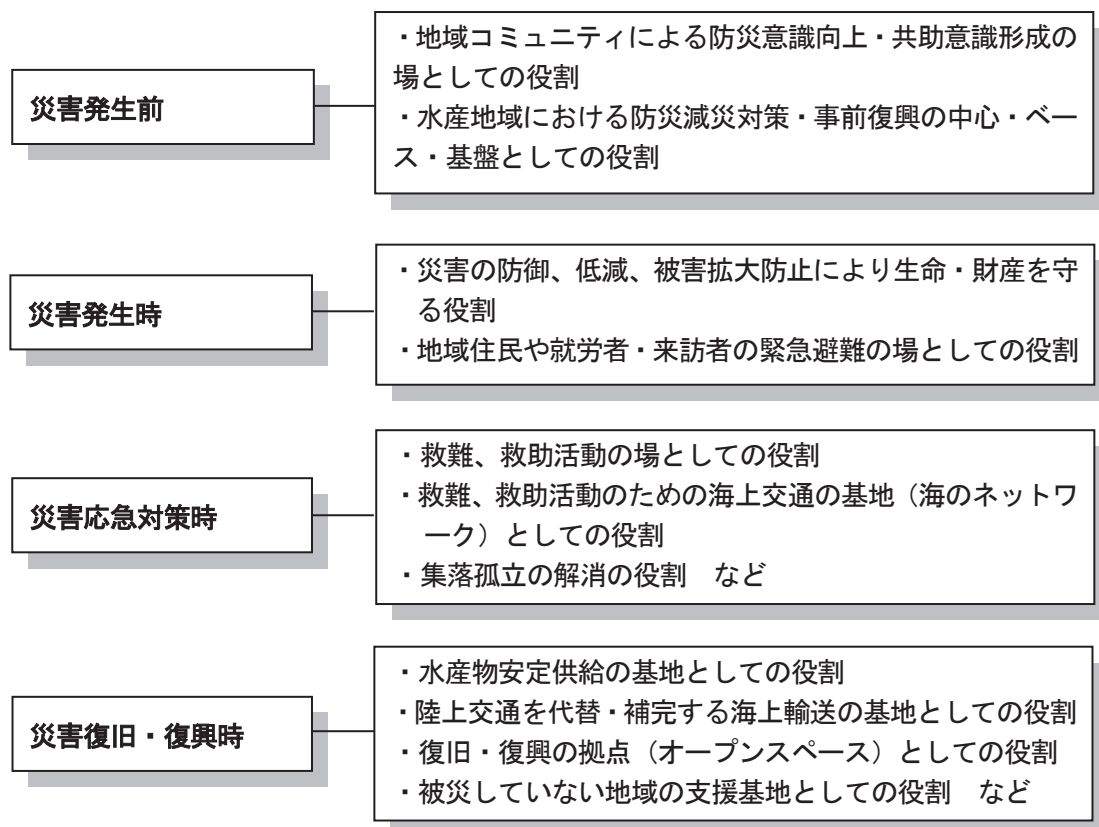 災害発生前
・地域コミュニティによる防災意識向上・共助意識形成の
場としての役割
・水産地域における防災減災対策・事前復興の中心・ベー
ス・基盤としての役割
災害発生時
・災害の防御、低減、被害拡大防止により生命・財産を守
る役割
・地域住民や就労者・来訪者の緊急避難の場としての役割
災害応急対策時
・救難、救助活動の場としての役割
・救難、救助活動のための海上交通の基地（海のネットワ
ーク）としての役割
・集落孤立の解消の役割　など
災害復旧・復興時
・水産物安定供給の基地としての役割
・陸上交通を代替・補完する海上輸送の基地としての役割
・復旧・復興の拠点（オープンスペース）としての役割
・被災していない地域の支援基地としての役割　など